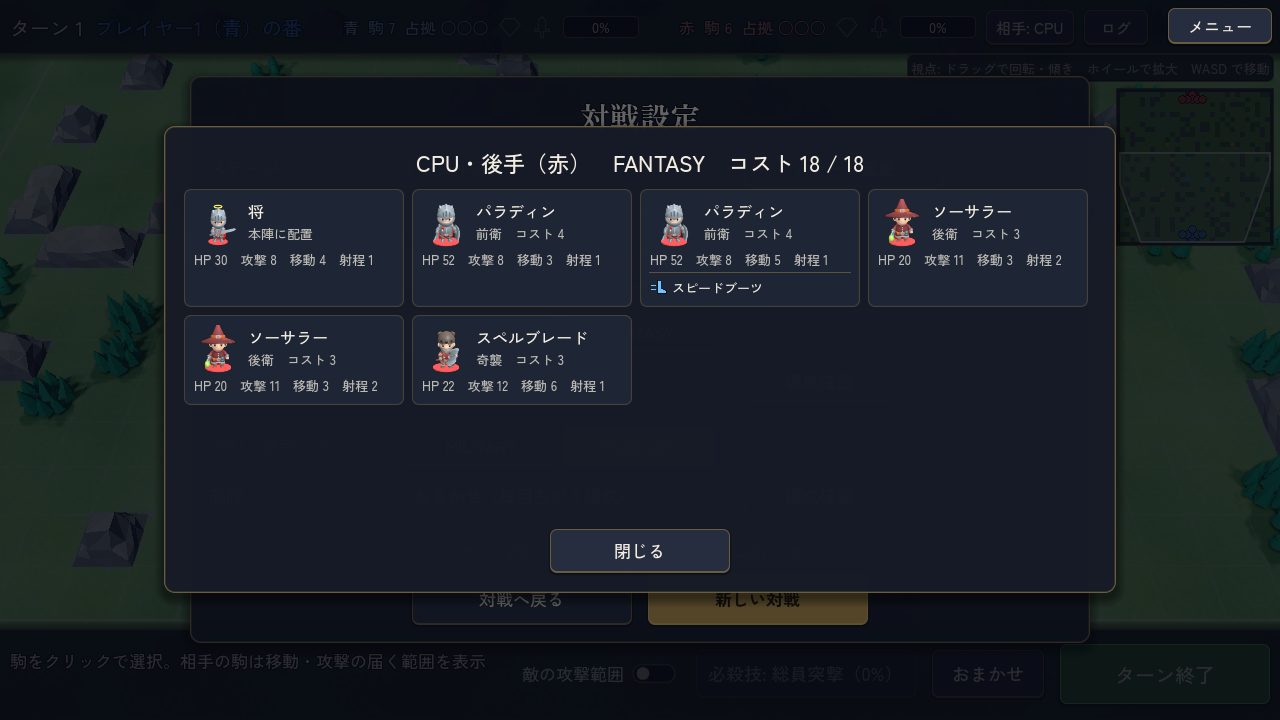 ターン 1 プレイヤー1（青）の番 青 駒 7 占拠 〇〇〇 0% 赤 駒 6 占拠 〇〇〇 0% 相手: CPU ログ メニュー
視点: ドラッグで回転・傾き ホイールで拡大 WASD で移動
対戦設定
CPU・後手（赤） FANTASY コスト 18 / 18
将
本陣に配置
HP 30 攻撃 8 移動 4 射程 1
パラディン
前衛 コスト 4
HP 52 攻撃 8 移動 3 射程 1
パラディン
前衛 コスト 4
HP 52 攻撃 8 移動 5 射程 1
スピードブーツ
ソーサラー
後衛 コスト 3
HP 20 攻撃 11 移動 3 射程 2
ソーサラー
後衛 コスト 3
HP 20 攻撃 11 移動 3 射程 2
スペルブレード
奇襲 コスト 3
HP 22 攻撃 12 移動 6 射程 1
閉じる
対戦へ戻る 新しい対戦
駒をクリックで選択。相手の駒は移動・攻撃の届く範囲を表示
敵の攻撃範囲 必殺技: 総員突撃（0%） おまかせ ターン終了